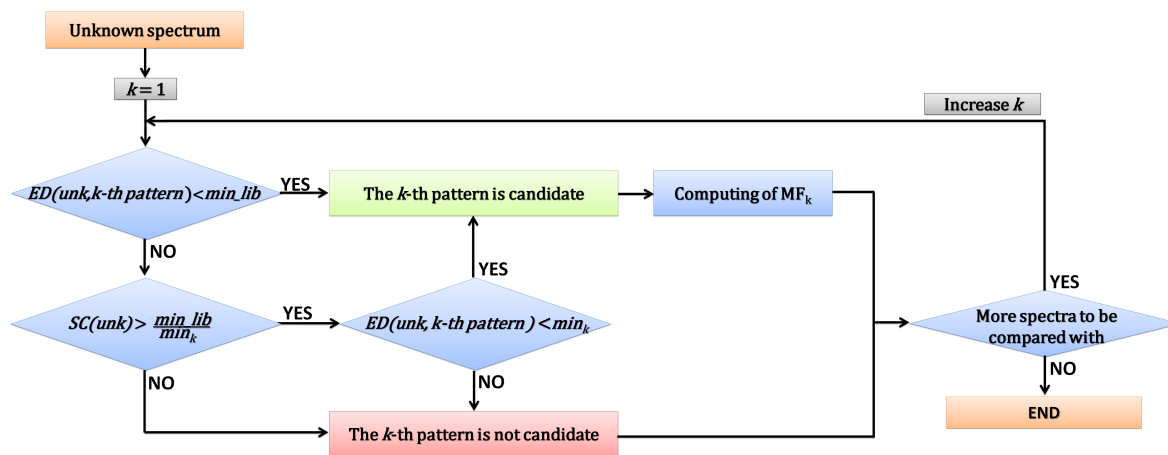 Unknown spectrum
k = 1
Increase k
ED(unk,k-th pattern)<min_lib
YES
The k-th pattern is candidate
Computing of MFk
NO
YES
YES
SC(unk)> min_lib
mink
YES
ED(unk, k-th pattern ) <mink
More spectra to be
compared with
NO
NO
NO
The k-th pattern is not candidate
END